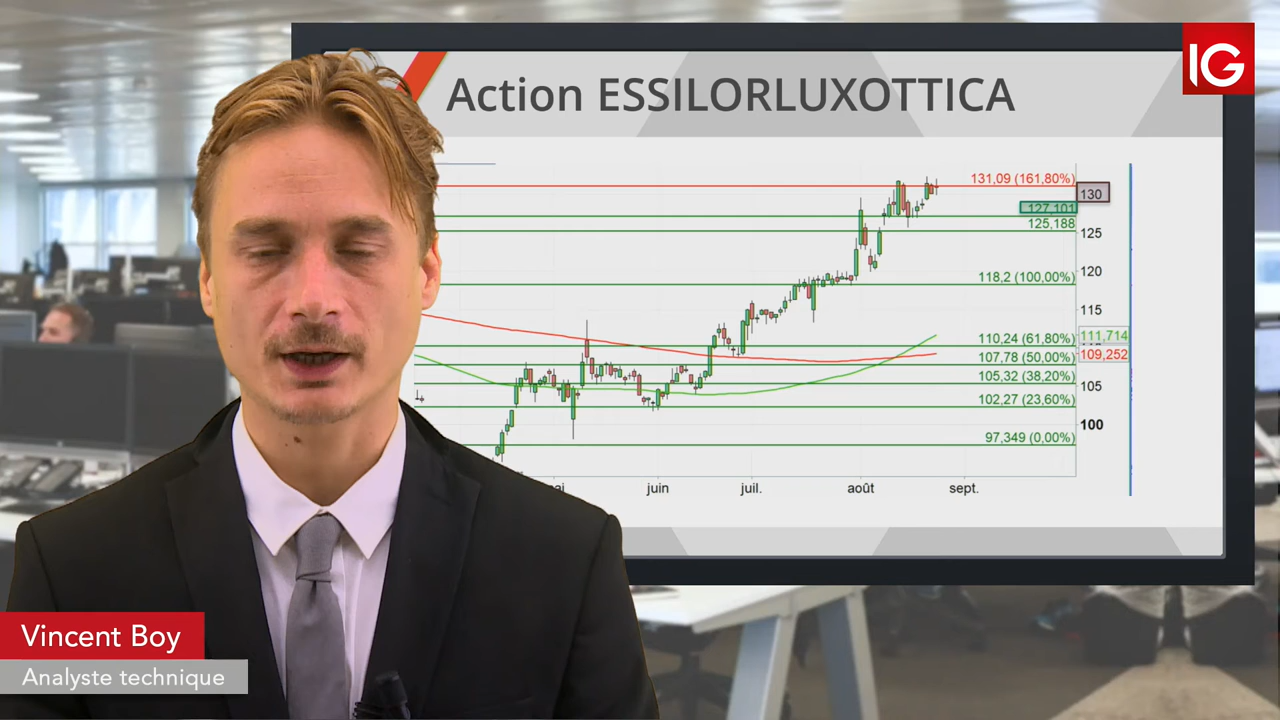 IG
Action ESSILORLUXOTTICA
131,09 (161,80%)
130
127,101
125,188
125
120
118,2 (100,00%)
115
110,24 (61,80%)
111,714
107,78 (50,00%)
109,252
105,32 (38,20%)
105
102,27 (23,60%)
100
97,349 (0,00%)
juin
juil.
août
sept.
Vincent Boy
Analyste technique